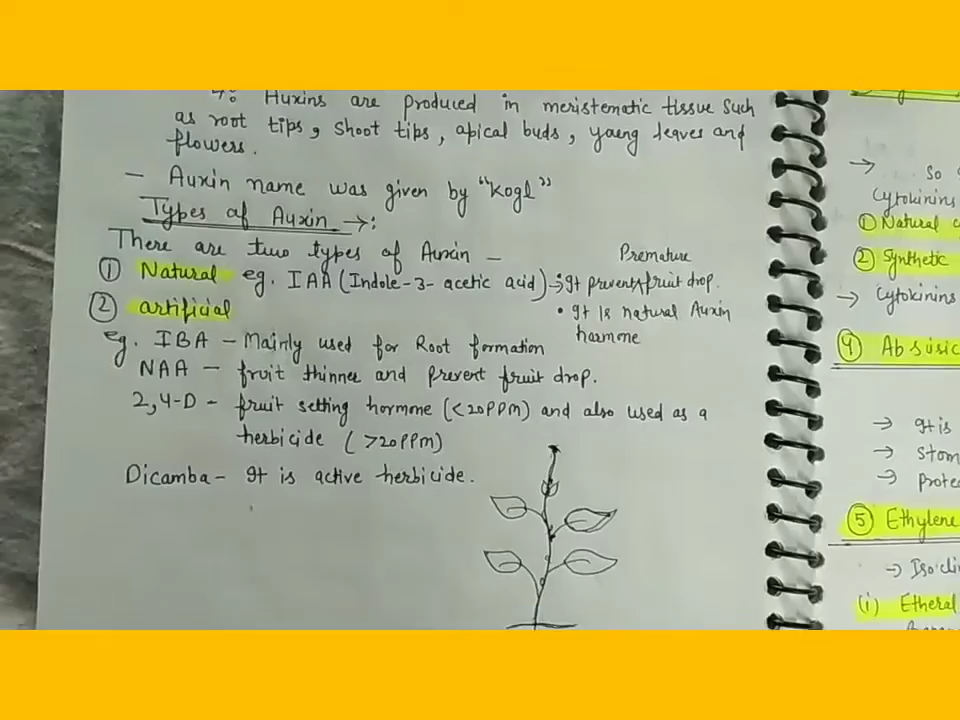 Auxins are produced in meristematic tissue such
as root tips, shoot tips, apical buds, young leaves and
flowers.
- Auxin name was given by "Kogl"
Types of Auxin →:
There are two types of Auxin -
① Natural eg. IAA (Indole-3-acetic acid) → It prevent premature fruit drop.
• It is natural Auxin
hormone
② artificial
eg. IBA - Mainly used for Root formation
NAA - fruit thinner and prevent fruit drop.
2,4-D - fruit setting hormone (<20PPM) and also used as a
herbicide (>20PPM)
Dicamba - It is active herbicide.
→ So
Cytokinins
① Natural
② Synthetic
→ Cytokinins
④ Absisic
→ It is
→ Stom
→ Prote
⑤ Ethylene
→ Iso
(i) Etheral